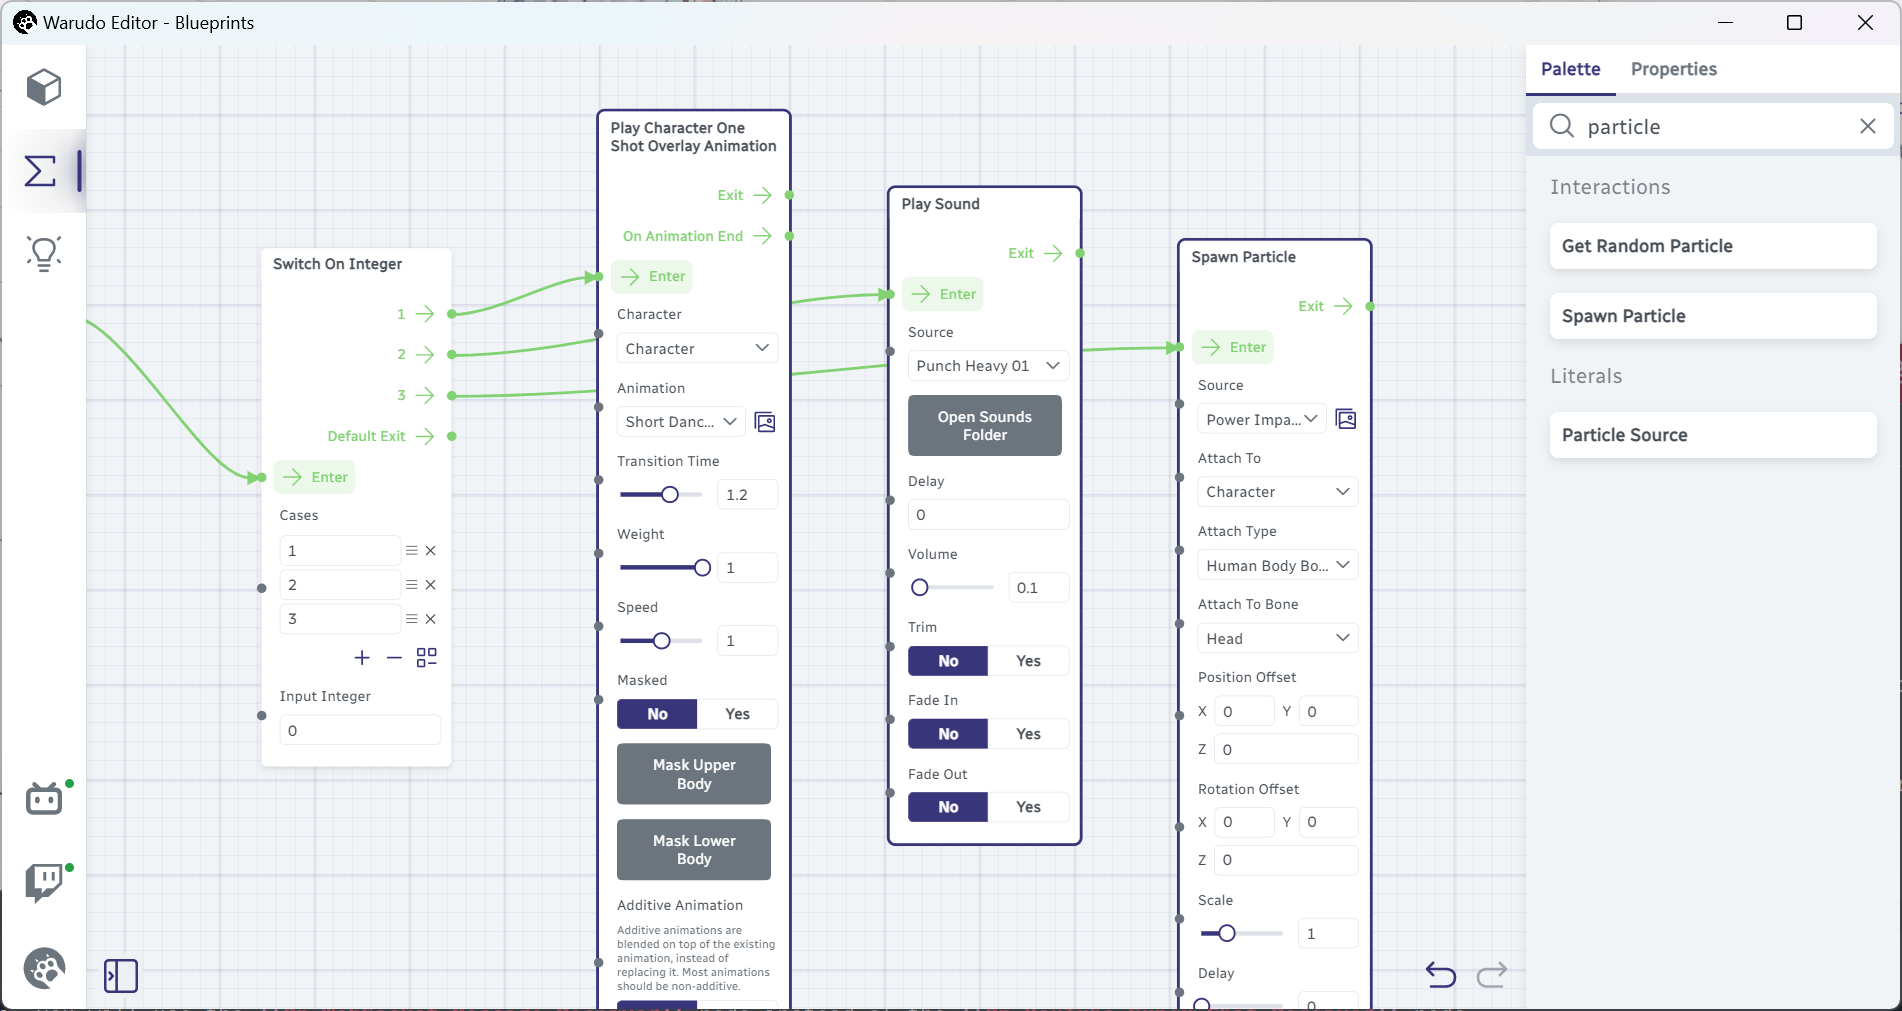 Warudo Editor - Blueprints
Palette
Properties
particle
Interactions
Get Random Particle
Spawn Particle
Literals
Particle Source
Switch On Integer
1
2
3
Default Exit
Enter
Cases
1
2
3
Input Integer
0
Play Character One
Shot Overlay Animation
Exit
On Animation End
Enter
Character
Character
Animation
Short Danc...
Transition Time
1.2
Weight
1
Speed
1
Masked
No Yes
Mask Upper
Body
Mask Lower
Body
Additive Animation
Additive animations are
blended on top of the existing
animation, instead of
replacing it. Most animations
should be non-additive.
Play Sound
Exit
Enter
Source
Punch Heavy 01
Open Sounds
Folder
Delay
0
Volume
0.1
Trim
No Yes
Fade In
No Yes
Fade Out
No Yes
Spawn Particle
Exit
Enter
Source
Power Impa...
Attach To
Character
Attach Type
Human Body Bo...
Attach To Bone
Head
Position Offset
X 0 Y 0
Z 0
Rotation Offset
X 0 Y 0
Z 0
Scale
1
Delay
0